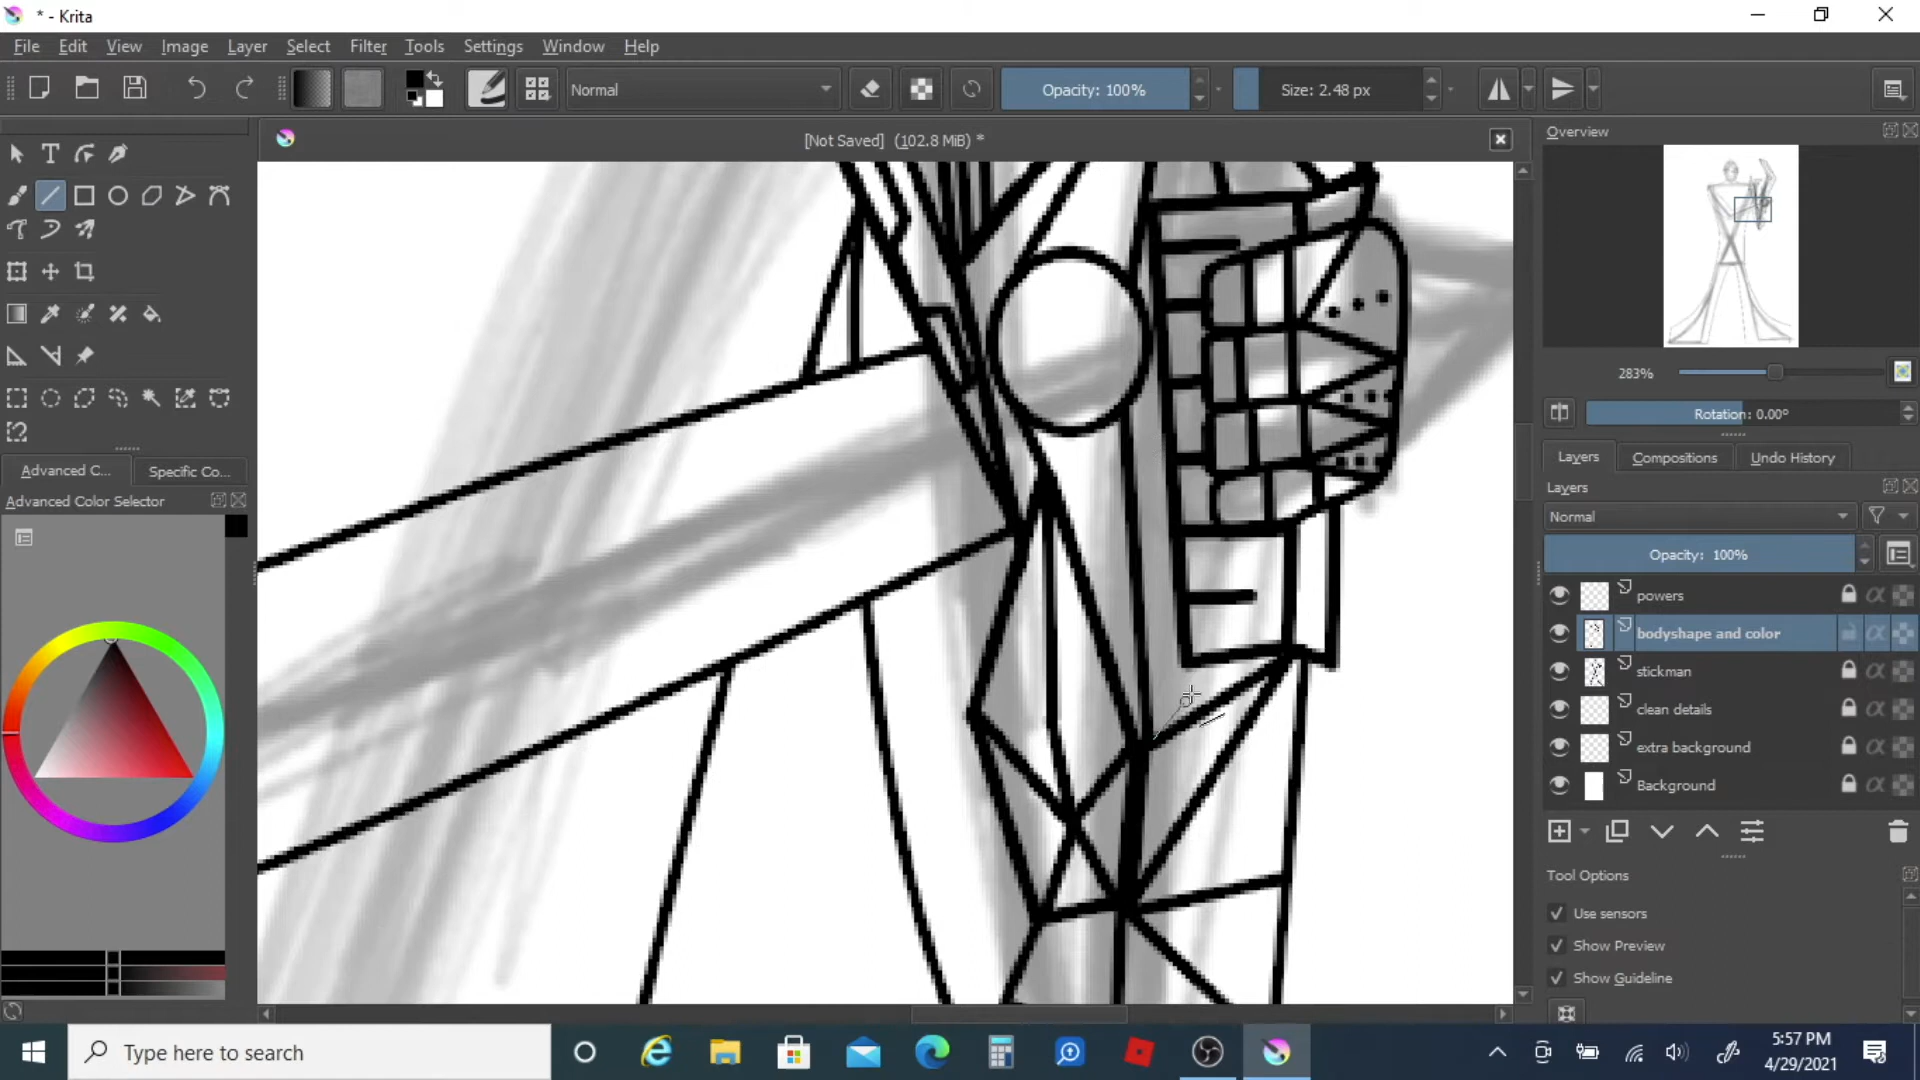 * - Krita
File Edit View Image Layer Select Filter Tools Settings Window Help
Normal
Opacity: 100%
Size: 2.48 px
[Not Saved] (102.8 MiB) *
Overview
283%
Rotation: 0.00°
Advanced C...
Specific Co...
Advanced Color Selector
Layers
Compositions
Undo History
Layers
Normal
Opacity: 100%
powers
bodyshape and color
stickman
clean details
extra background
Background
Tool Options
Use sensors
Show Preview
Show Guideline
Type here to search
5:57 PM
4/29/2021